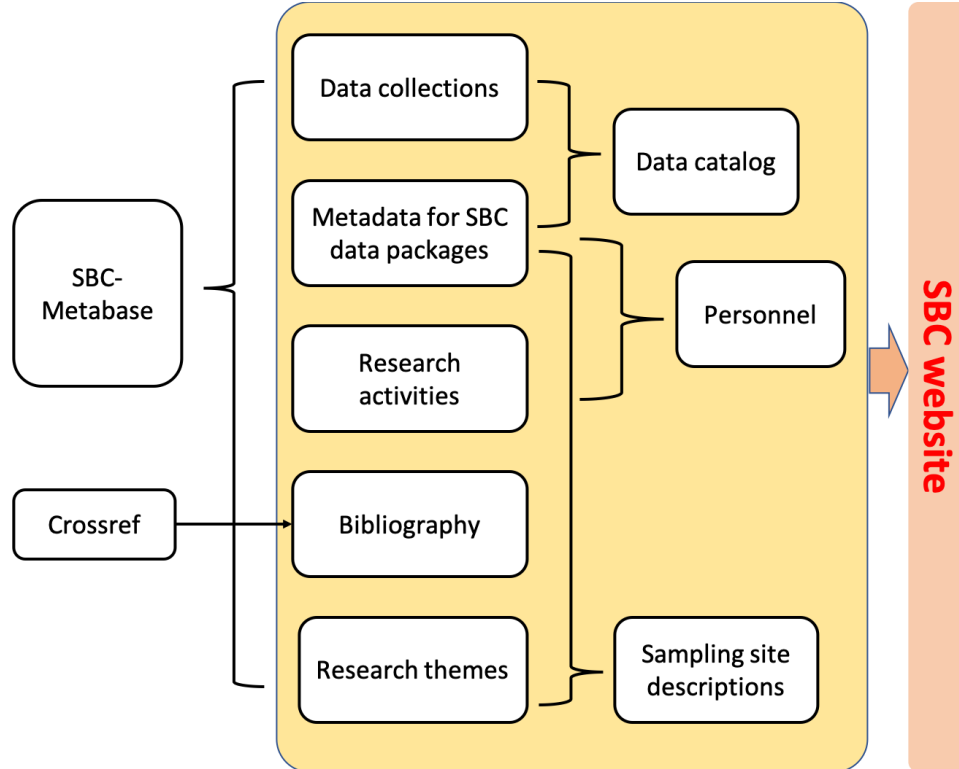 Data collections
Data catalog
Metadata for SBC
data packages
SBC-
Metabase
Personnel
Research
activities
Crossref
Bibliography
Research themes
Sampling site
descriptions
SBC website